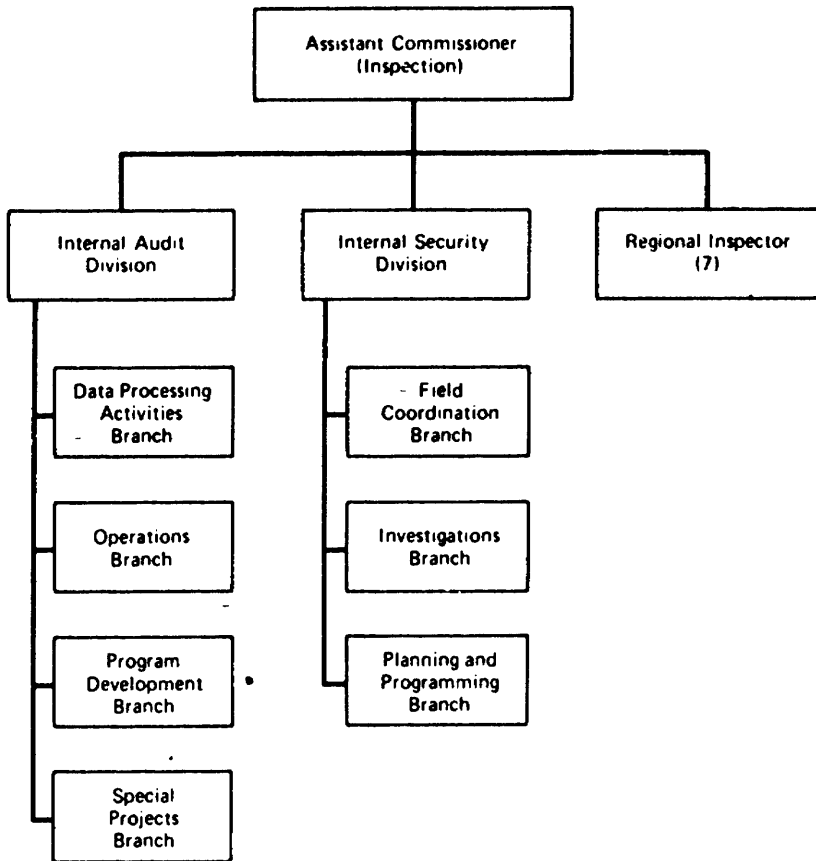 Assistant Commissioner
(Inspection)
Internal Audit
Division
Internal Security
Division
Regional Inspector
(7)
Data Processing
Activities
Branch
Operations
Branch
Program
Development
Branch
Special
Projects
Branch
Field
Coordination
Branch
Investigations
Branch
Planning and
Programming
Branch